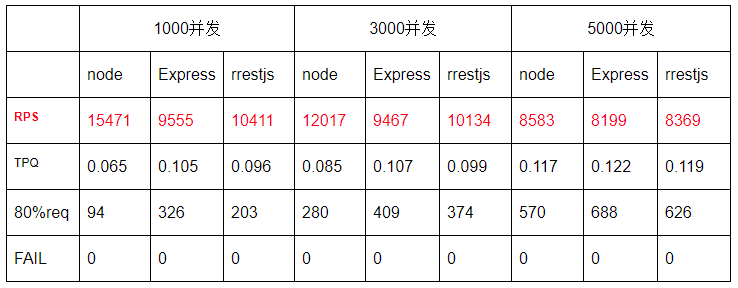 1000并发 3000并发 5000并发
node Express rrestjs node Express rrestjs node Express rrestjs
RPS 15471 9555 10411 12017 9467 10134 8583 8199 8369
TPQ 0.065 0.105 0.096 0.085 0.107 0.099 0.117 0.122 0.119
80%req 94 326 203 280 409 374 570 688 626
FAIL 0 0 0 0 0 0 0 0 0